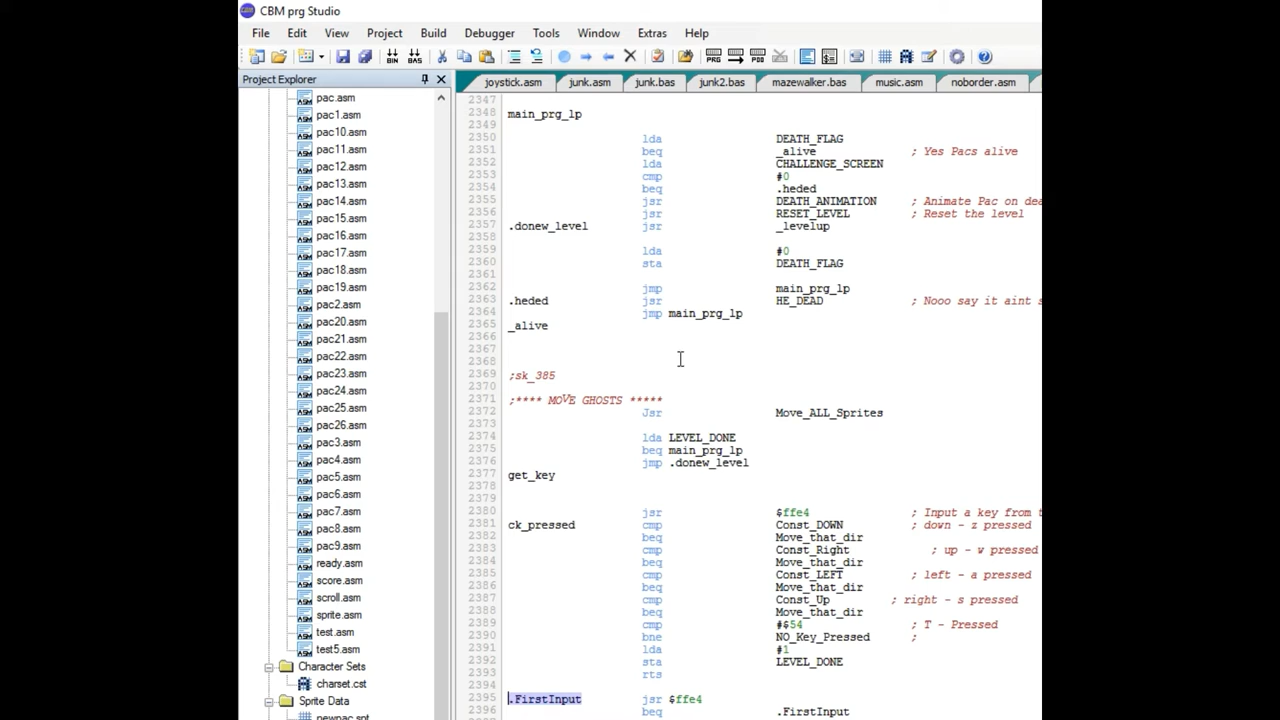 CBM prg Studio
File Edit View Project Build Debugger Tools Window Extras Help
Project Explorer
joystick.asm junk.asm junk.bas junk2.bas mazewalker.bas music.asm noborder.asm
pac.asm
pac1.asm
pac10.asm
pac11.asm
pac12.asm
pac13.asm
pac14.asm
pac15.asm
pac16.asm
pac17.asm
pac18.asm
pac19.asm
pac2.asm
pac20.asm
pac21.asm
pac22.asm
pac23.asm
pac24.asm
pac25.asm
pac26.asm
pac3.asm
pac4.asm
pac5.asm
pac6.asm
pac7.asm
pac8.asm
pac9.asm
ready.asm
score.asm
scroll.asm
sprite.asm
test.asm
test5.asm
Character Sets
charset.cst
Sprite Data
newpac.spt
2347
2348 main_prg_lp
2349
2350 lda DEATH_FLAG
2351 beq _alive ; Yes Pacs alive
2352 lda CHALLENGE_SCREEN
2353 cmp #0
2354 beq .heded
2355 jsr DEATH_ANIMATION ; Animate Pac on dea
2356 jsr RESET_LEVEL ; Reset the level
2357 .donew_level jsr _levelup
2358
2359 lda #0
2360 sta DEATH_FLAG
2361
2362 jmp main_prg_lp
2363 .heded jsr HE_DEAD ; Nooo say it aint s
2364 jmp main_prg_lp
2365 _alive
2366
2367
2368
2369 ;sk_385
2370
2371 ;**** MOVE GHOSTS *****
2372 Jsr Move_ALL_Sprites
2373
2374 lda LEVEL_DONE
2375 beq main_prg_lp
2376 jmp .donew_level
2377 get_key
2378
2379
2380 jsr $ffe4 ; Input a key from t
2381 ck_pressed cmp Const_DOWN ; down - z pressed
2382 beq Move_that_dir
2383 cmp Const_Right ; up - w pressed
2384 beq Move_that_dir
2385 cmp Const_LEFT ; left - a pressed
2386 beq Move_that_dir
2387 cmp Const_Up ; right - s pressed
2388 beq Move_that_dir
2389 cmp #$54 ; T - Pressed
2390 bne NO_Key_Pressed ;
2391 lda #1
2392 sta LEVEL_DONE
2393 rts
2394
2395 .FirstInput jsr $ffe4
2396 beq .FirstInput